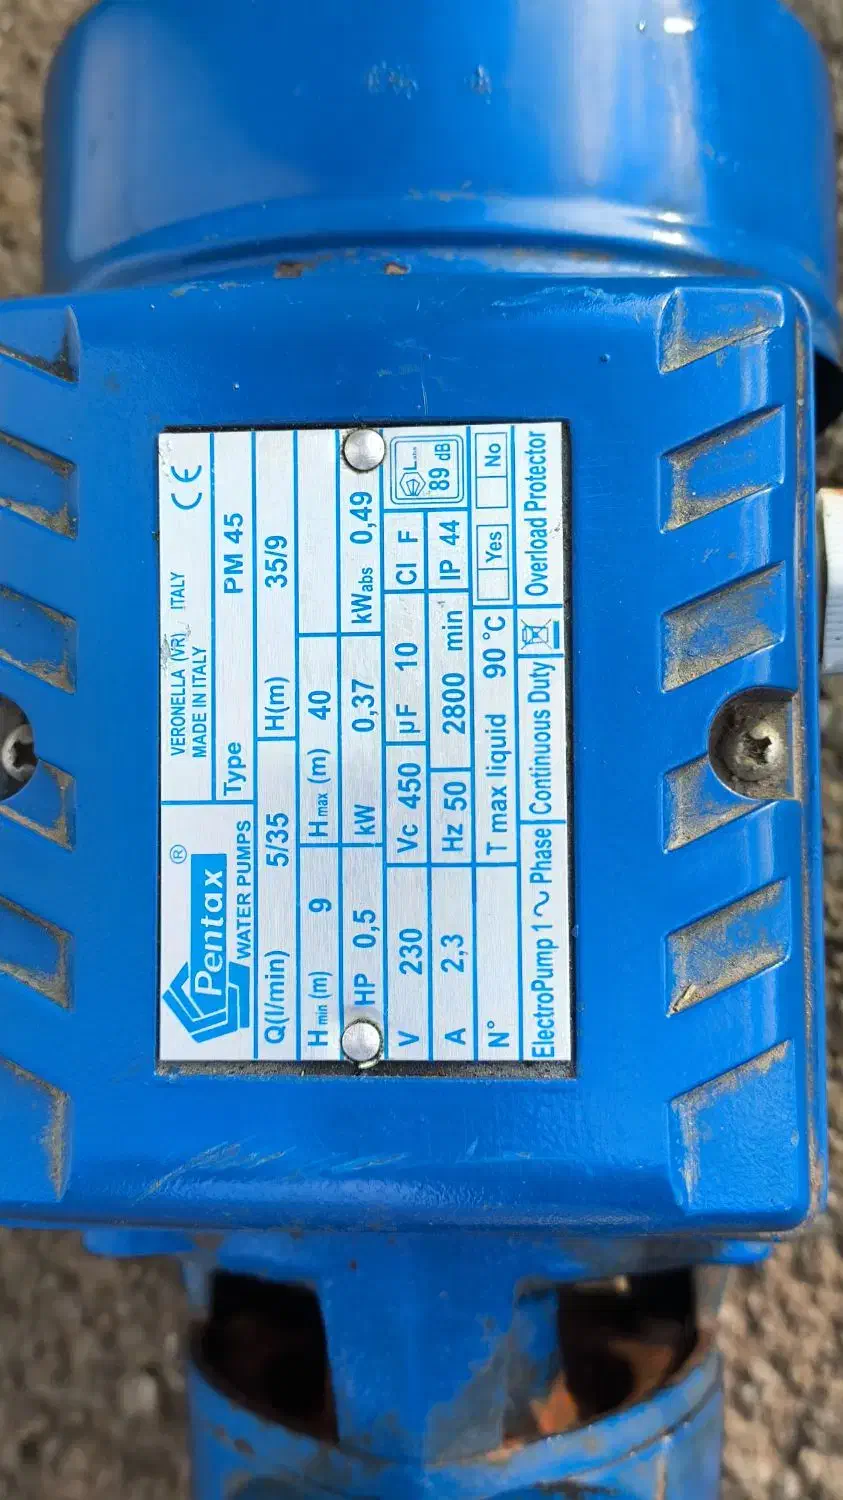 Pentax ®
WATER PUMPS
VERONELLA (VR) ITALY CE
MADE IN ITALY
Type PM 45
Q(l/min) 5/35 H(m) 35/9
H min (m) 9 H max (m) 40
HP 0,5 kW 0,37 kWabs 0,49
V 230 Vc 450 µF 10 Cl F
A 2,3 Hz 50 2800 min IP 44
Labs
89 dB
N° T max liquid 90 °C Yes No
ElectroPump 1 ~ Phase Continuous Duty Overload Protector